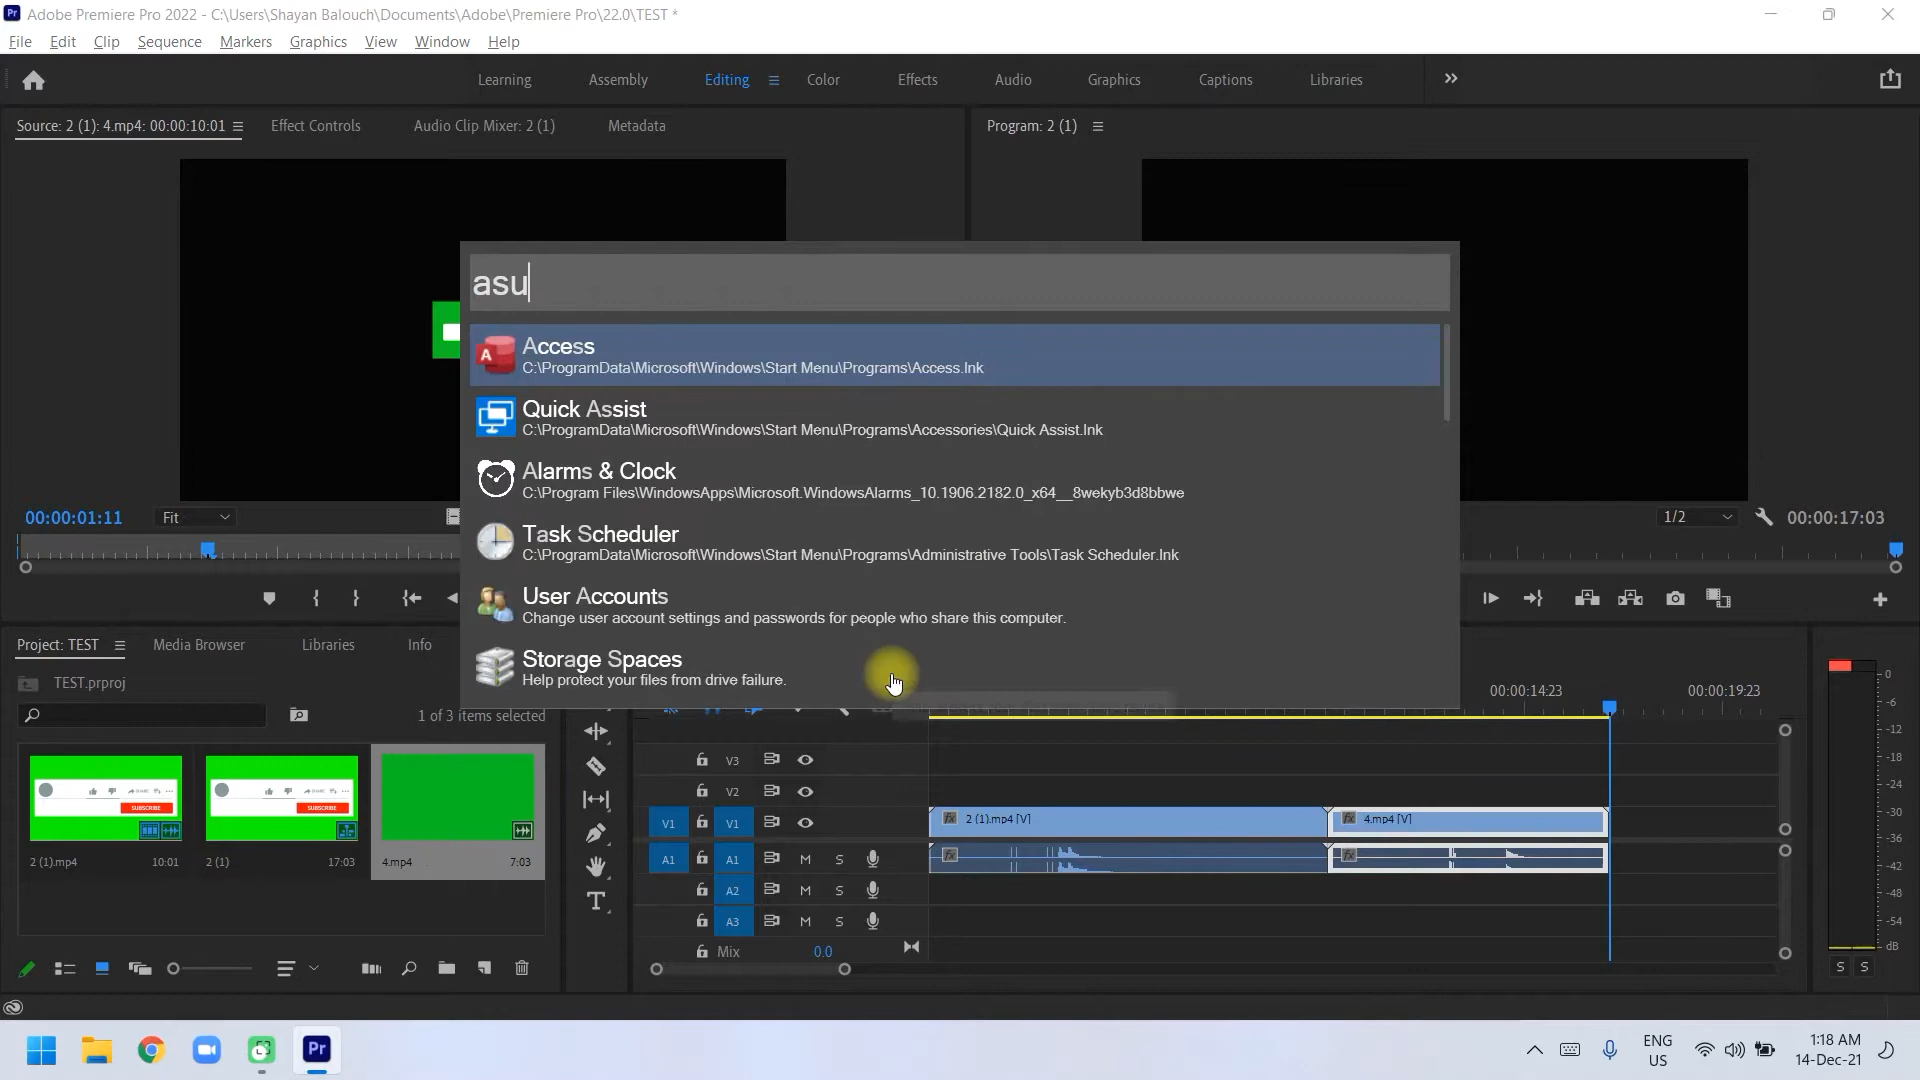 Adobe Premiere Pro 2022 - C:\Users\Shayan Balouch\Documents\Adobe\Premiere Pro\22.0\TEST *
File Edit Clip Sequence Markers Graphics View Window Help
Learning Assembly Editing Color Effects Audio Graphics Captions Libraries
Source: 2 (1): 4.mp4: 00:00:10:01 Effect Controls Audio Clip Mixer: 2 (1) Metadata
Program: 2 (1)
asu
Access
C:\ProgramData\Microsoft\Windows\Start Menu\Programs\Access.lnk
Quick Assist
C:\ProgramData\Microsoft\Windows\Start Menu\Programs\Accessories\Quick Assist.lnk
Alarms & Clock
C:\Program Files\WindowsApps\Microsoft.WindowsAlarms_10.1906.2182.0_x64__8wekyb3d8bbwe
Task Scheduler
C:\ProgramData\Microsoft\Windows\Start Menu\Programs\Administrative Tools\Task Scheduler.lnk
User Accounts
Change user account settings and passwords for people who share this computer.
Storage Spaces
Help protect your files from drive failure.
00:00:01:11 Fit
1/2 00:00:17:03
Project: TEST Media Browser Libraries Info
TEST.prproj
1 of 3 items selected
SUBSCRIBE
SUBSCRIBE
2 (1).mp4 10:01
2 (1) 17:03
4.mp4 7:03
00:00:14:23 00:00:19:23
V3
V2
V1 V1
2 (1).mp4 [V]
4.mp4 [V]
A1 A1 M S
A2 M S
A3 M S
Mix 0.0
0
-6
-12
-18
-24
-30
-36
-42
-48
-54
dB
S S
Pr
ENG
US
1:18 AM
14-Dec-21